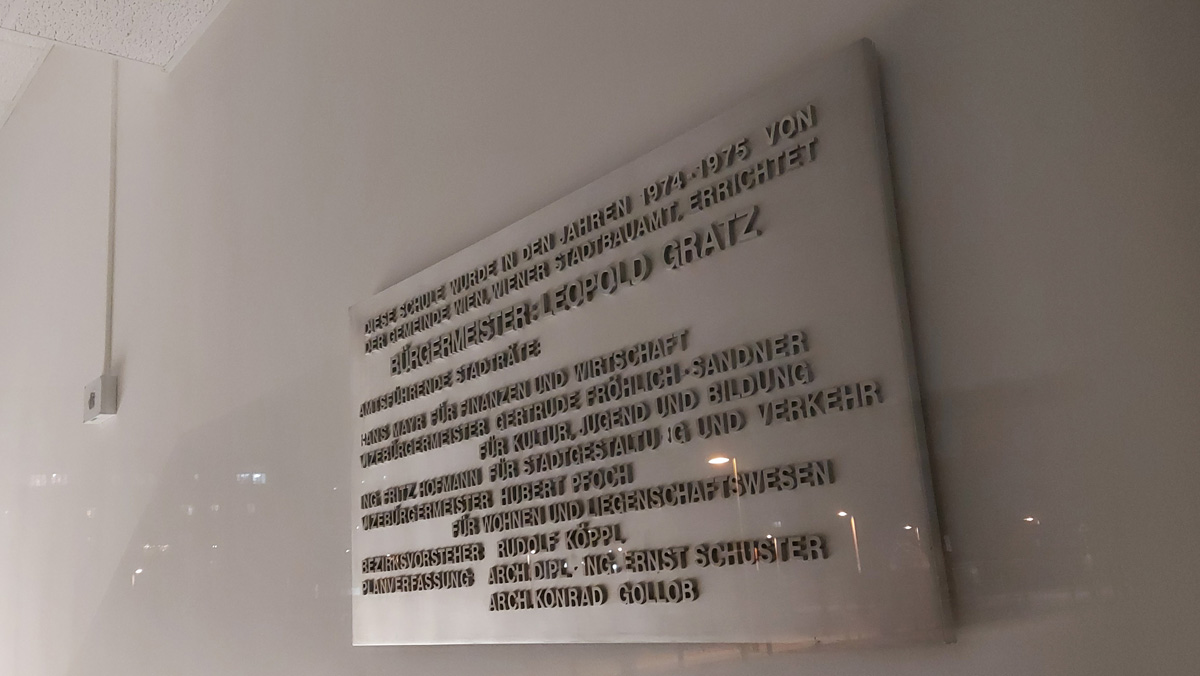 DIESE SCHULE WURDE IN DEN JAHREN 1974-1975 VON
DER GEMEINDE WIEN, WIENER STADTBAUAMT, ERRICHTET
BÜRGERMEISTER: LEOPOLD GRATZ
AMTSFÜHRENDE STADTRÄTE:
HANS MAYR FÜR FINANZEN UND WIRTSCHAFT
VIZEBÜRGERMEISTER GERTRUDE FRÖHLICH-SANDNER
FÜR KULTUR, JUGEND UND BILDUNG
ING. FRITZ HOFMANN FÜR STADTGESTALTUNG UND VERKEHR
VIZEBÜRGERMEISTER HUBERT PFOCH
FÜR WOHNEN UND LIEGENSCHAFTSWESEN
BEZIRKSVORSTEHER: RUDOLF KÖPPL
PLANVERFASSUNG: ARCH. DIPL.-ING. ERNST SCHUSTER
ARCH. KONRAD GOLLOB